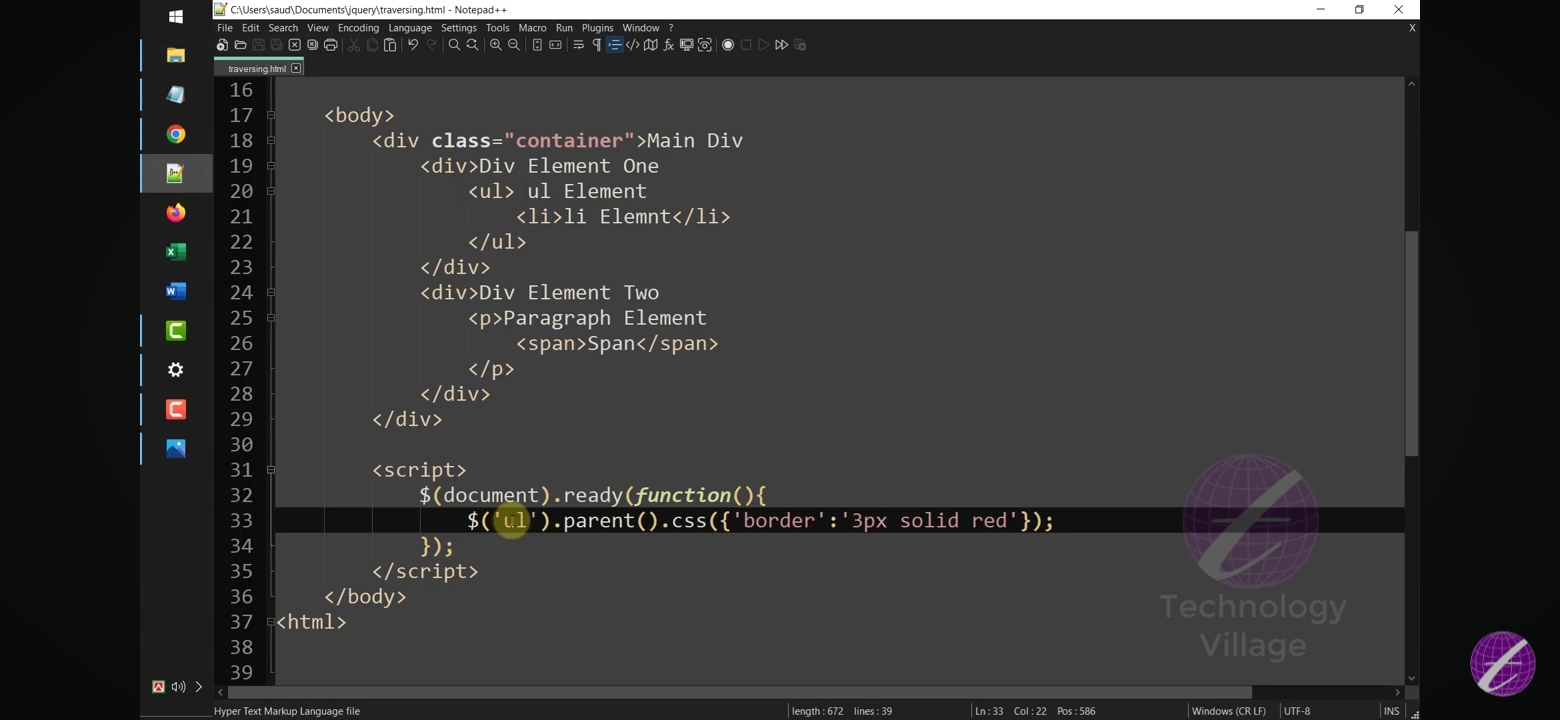 C:\Users\saud\Documents\jquery\traversing.html - Notepad++
File Edit Search View Encoding Language Settings Tools Macro Run Plugins Window ? X
traversing.html
16
17 <body>
18 <div class="container">Main Div
19 <div>Div Element One
20 <ul> ul Element
21 <li>li Elemnt</li>
22 </ul>
23 </div>
24 <div>Div Element Two
25 <p>Paragraph Element
26 <span>Span</span>
27 </p>
28 </div>
29 </div>
30
31 <script>
32 $(document).ready(function(){
33 $('ul').parent().css({'border':'3px solid red'});
34 });
35 </script>
36 </body>
37 <html>
38
39
Technology
Village
Hyper Text Markup Language file length : 672 lines : 39 Ln : 33 Col : 22 Pos : 586 Windows (CR LF) UTF-8 INS